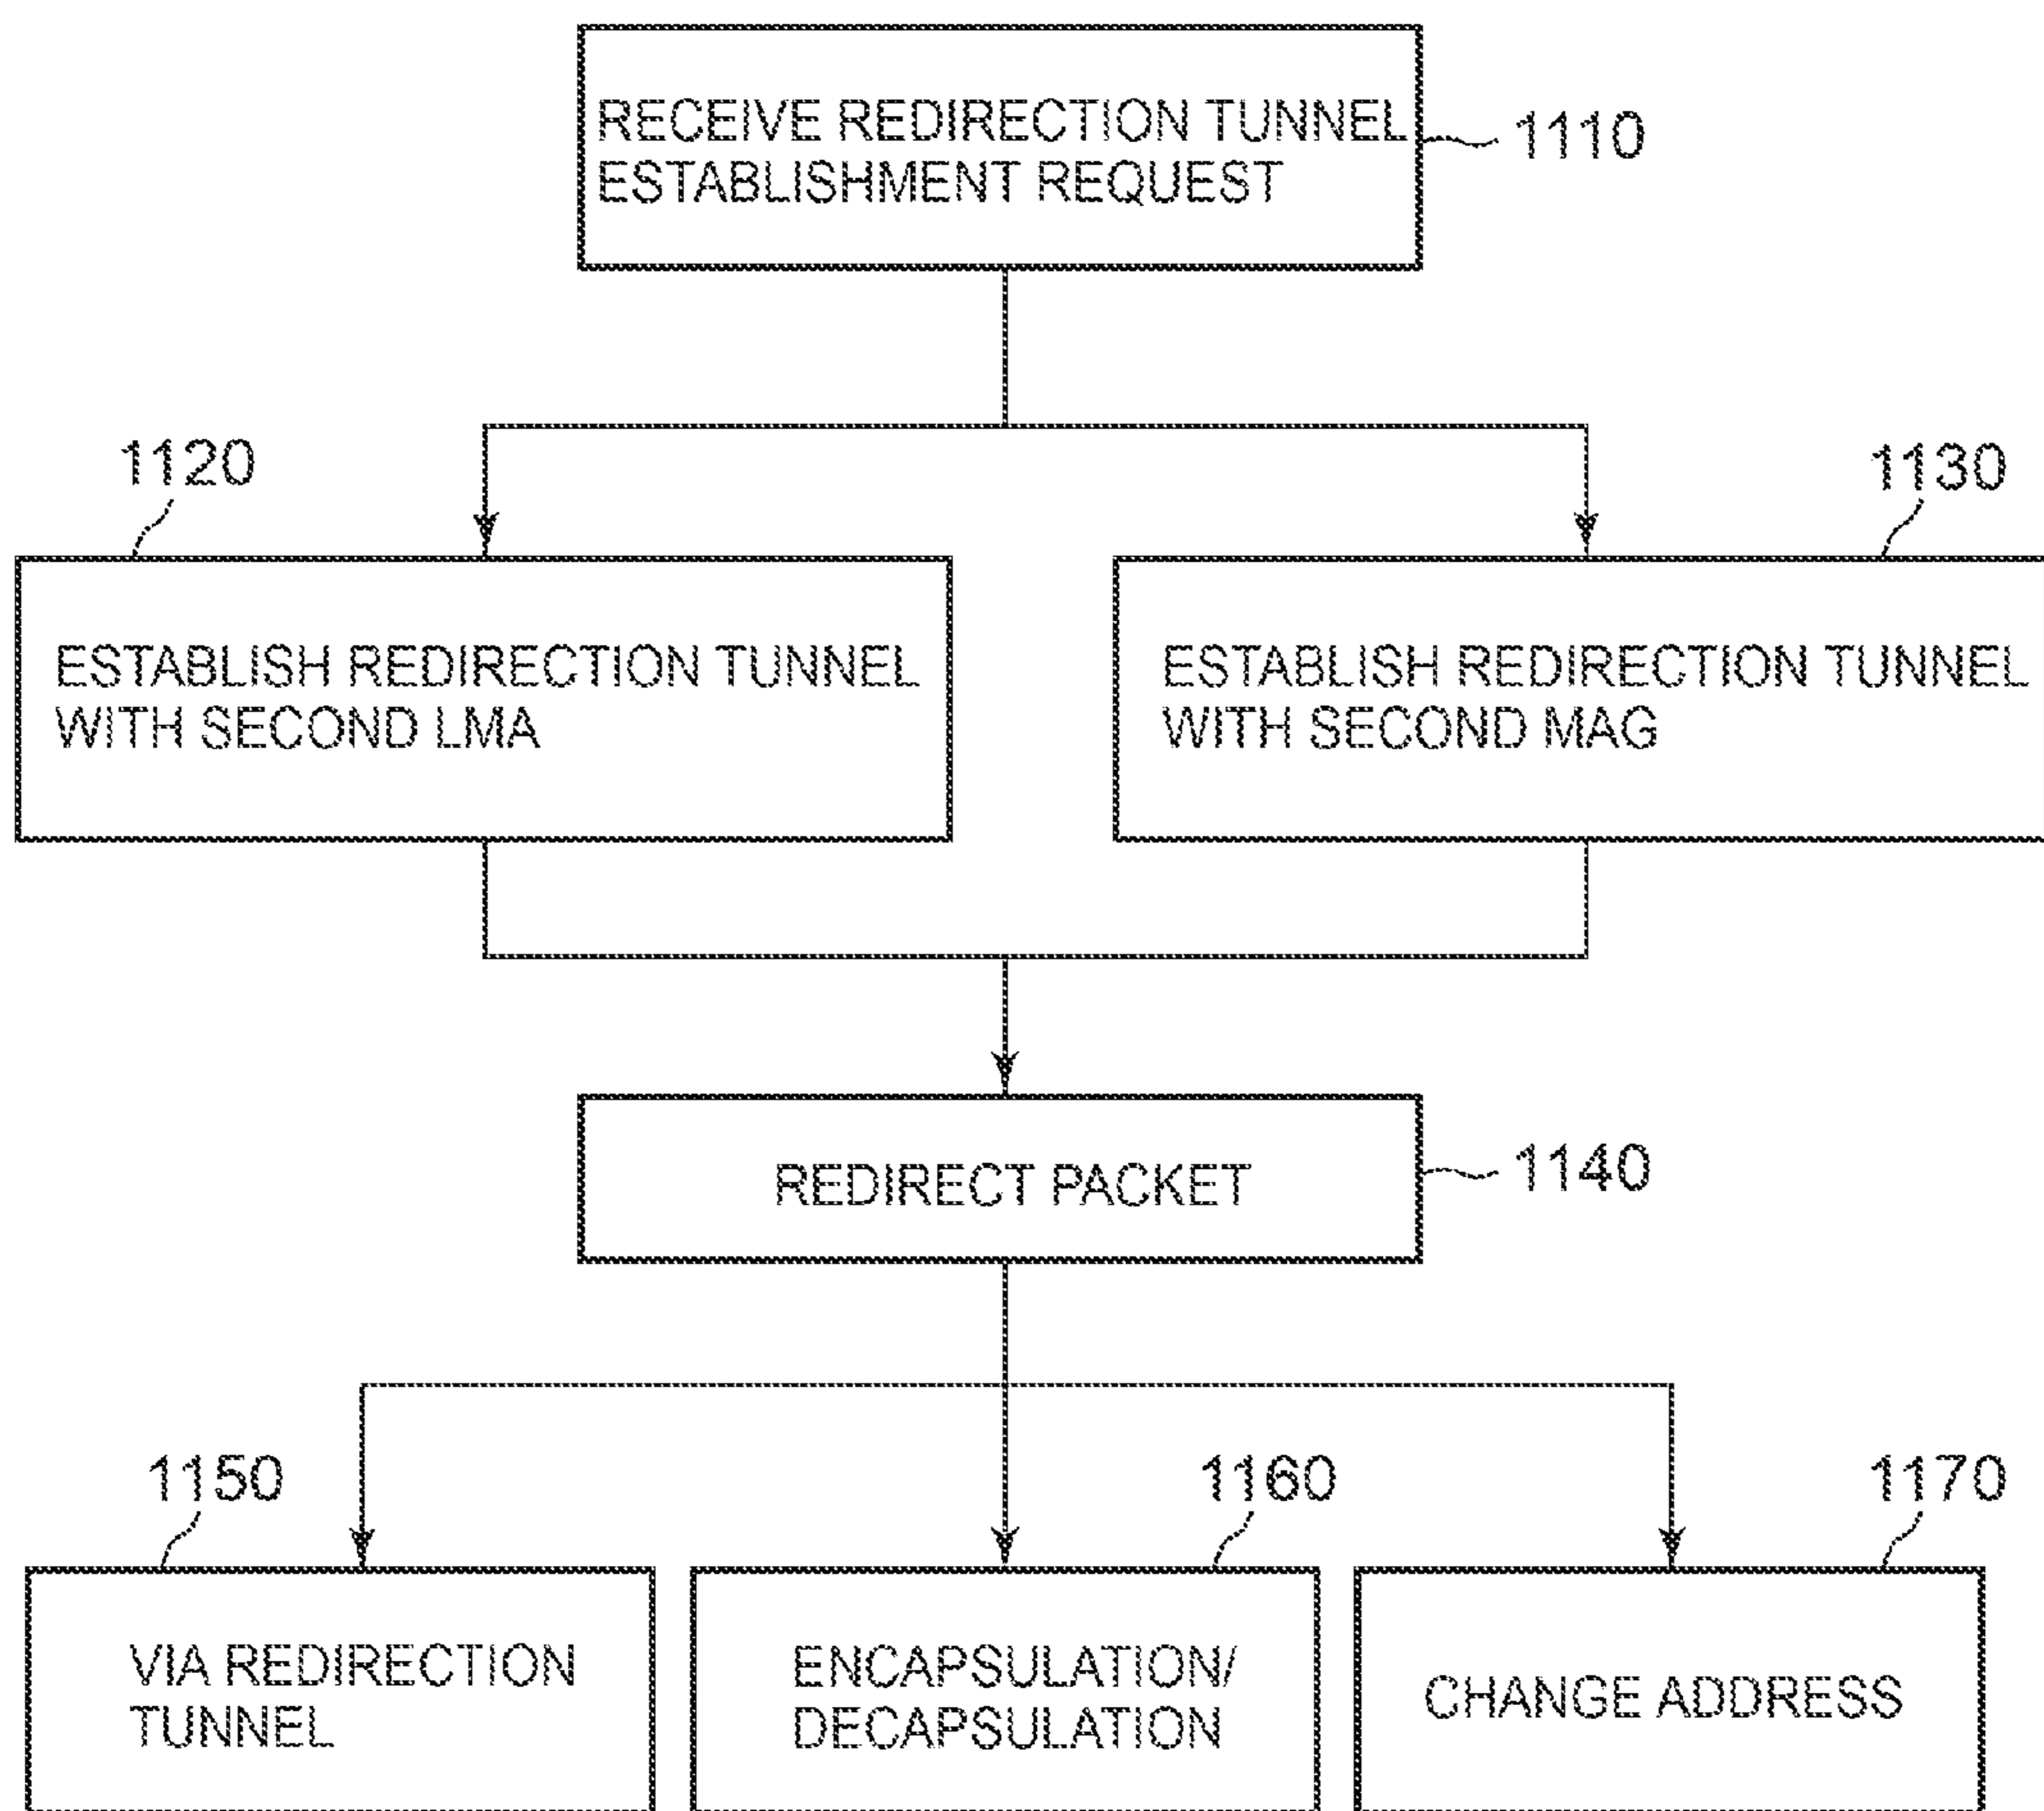 RECEIVE REDIRECTION TUNNEL
ESTABLISHMENT REQUEST
1110
1120
1130
ESTABLISH REDIRECTION TUNNEL
WITH SECOND LMA
ESTABLISH REDIRECTION TUNNEL
WITH SECOND MAG
REDIRECT PACKET
1140
1150
1160
1170
VIA REDIRECTION
TUNNEL
ENCAPSULATION/
DECAPSULATION
CHANGE ADDRESS